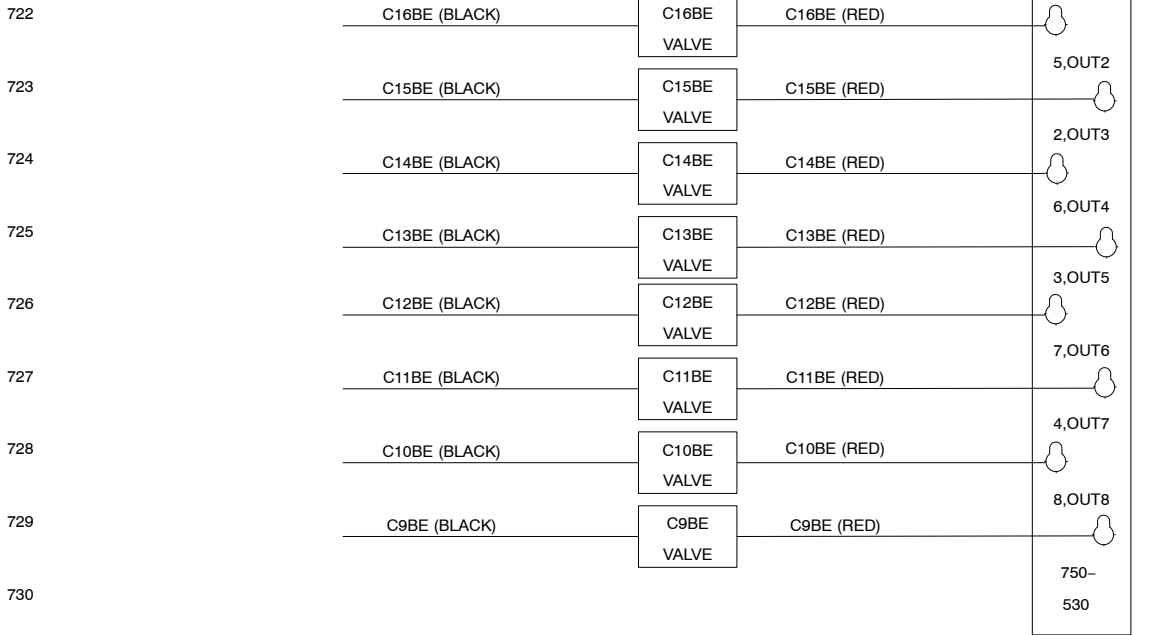 722 C16BE (BLACK) C16BE C16BE (RED)
VALVE
5,OUT2
723 C15BE (BLACK) C15BE C15BE (RED)
VALVE
2,OUT3
724 C14BE (BLACK) C14BE C14BE (RED)
VALVE
6,OUT4
725 C13BE (BLACK) C13BE C13BE (RED)
VALVE
3,OUT5
726 C12BE (BLACK) C12BE C12BE (RED)
VALVE
7,OUT6
727 C11BE (BLACK) C11BE C11BE (RED)
VALVE
4,OUT7
728 C10BE (BLACK) C10BE C10BE (RED)
VALVE
8,OUT8
729 C9BE (BLACK) C9BE C9BE (RED)
VALVE
750–
730 530